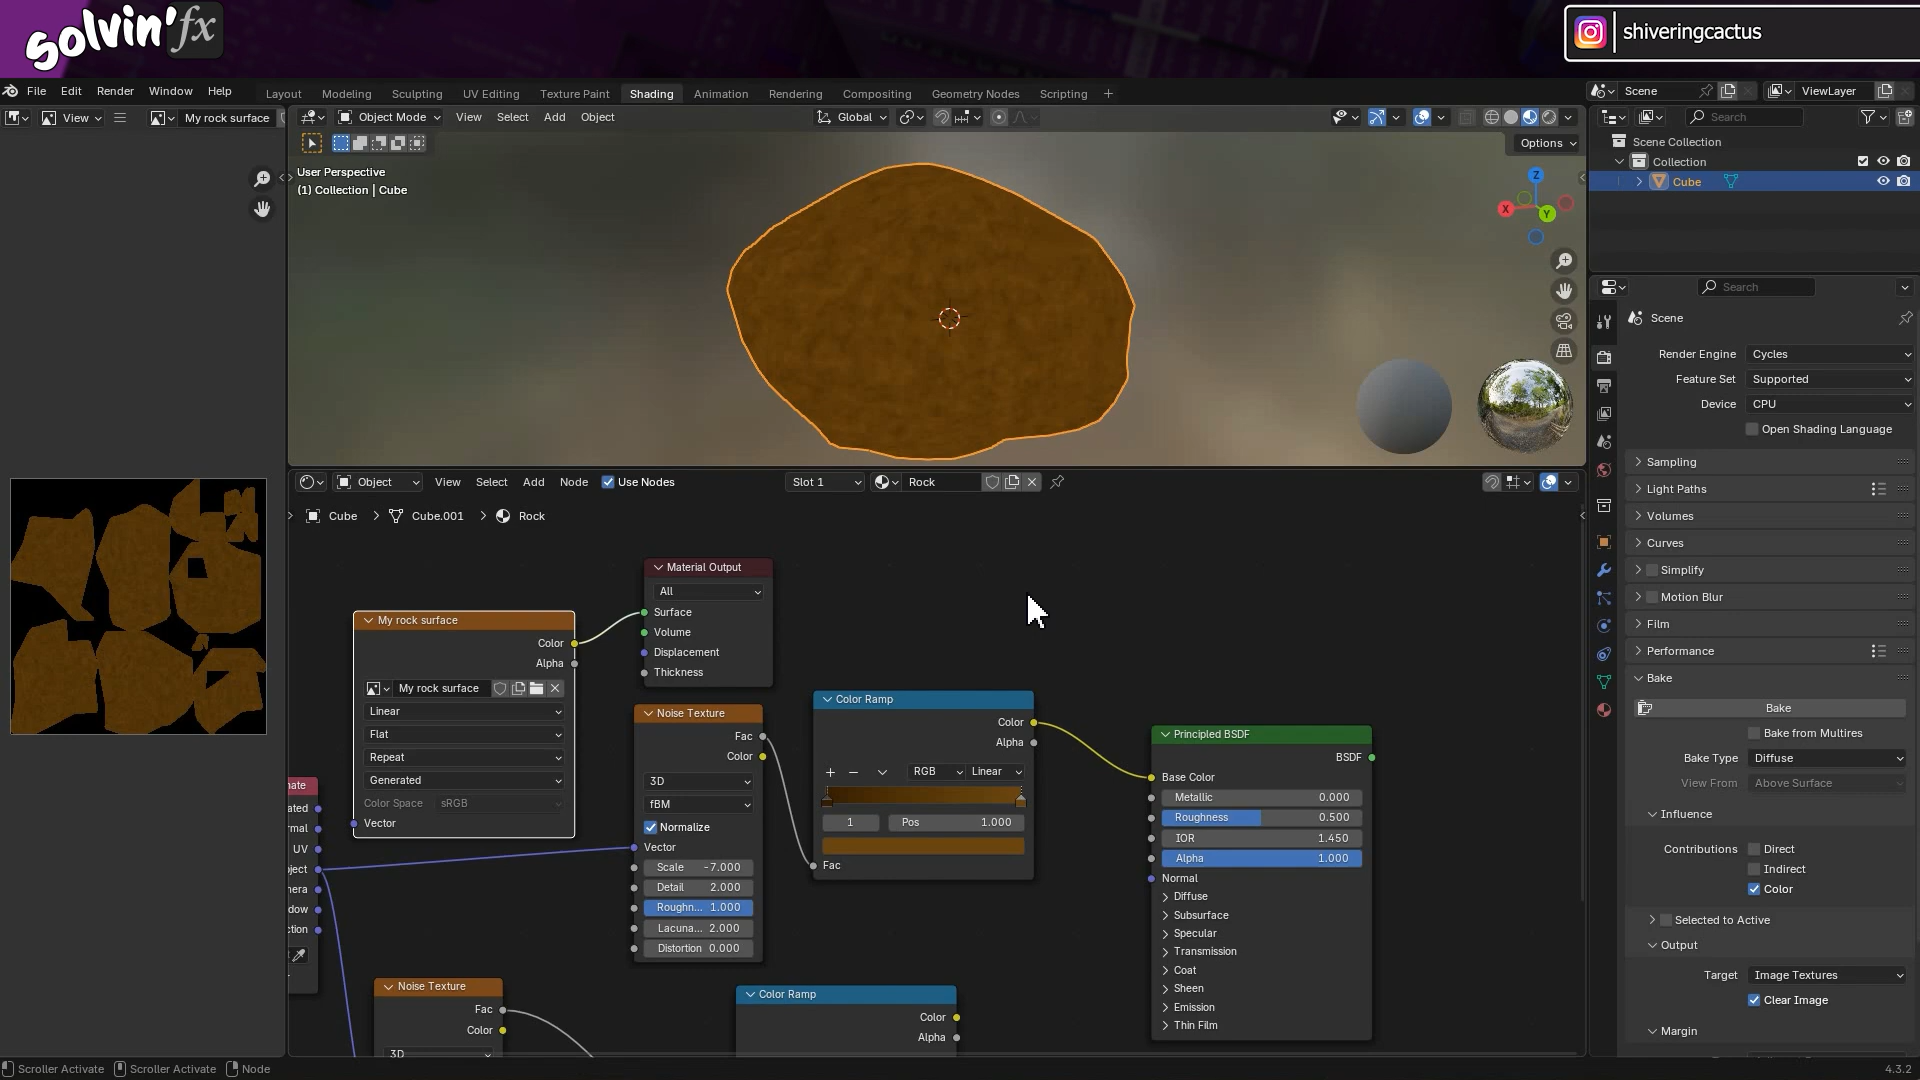 solvin'fx
shiveringcactus
File Edit Render Window Help
Layout Modeling Sculpting UV Editing Texture Paint Shading Animation Rendering Compositing Geometry Nodes Scripting +
Scene
ViewLayer
View
My rock surface
Object Mode View Select Add Object
Global
Options
Search
User Perspective
(1) Collection | Cube
Z
X
Y
Scene Collection
Collection
Cube
Search
Scene
Render Engine Cycles
Feature Set Supported
Device CPU
Open Shading Language
Sampling
Light Paths
Volumes
Curves
Simplify
Motion Blur
Film
Performance
Bake
Bake
Bake from Multires
Bake Type Diffuse
View From Above Surface
Influence
Contributions Direct
Indirect
Color
Selected to Active
Output
Target Image Textures
Clear Image
Margin
Object View Select Add Node Use Nodes
Slot 1
Rock
Cube > Cube.001 > Rock
Material Output
All
Surface
Volume
Displacement
Thickness
My rock surface
Color
Alpha
My rock surface
Linear
Flat
Repeat
Generated
Color Space sRGB
Vector
nate
ated
rmal
UV
ject
nera
dow
ction
Noise Texture
Fac
Color
3D
fBM
Normalize
Vector
Scale -7.000
Detail 2.000
Roughn... 1.000
Lacuna... 2.000
Distortion 0.000
Color Ramp
Color
Alpha
RGB Linear
1 Pos 1.000
Fac
Principled BSDF
BSDF
Base Color
Metallic 0.000
Roughness 0.500
IOR 1.450
Alpha 1.000
Normal
Diffuse
Subsurface
Specular
Transmission
Coat
Sheen
Emission
Thin Film
Noise Texture
Fac
Color
3D
Color Ramp
Color
Alpha
Scroller Activate Scroller Activate Node
4.3.2